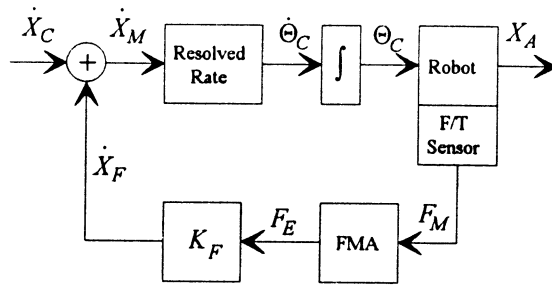 Ẋ_C
Ẋ_M
Resolved
Rate
Θ̇_C
∫
Θ_C
Robot
X_A
F/T
Sensor
+
Ẋ_F
K_F
F_E
FMA
F_M